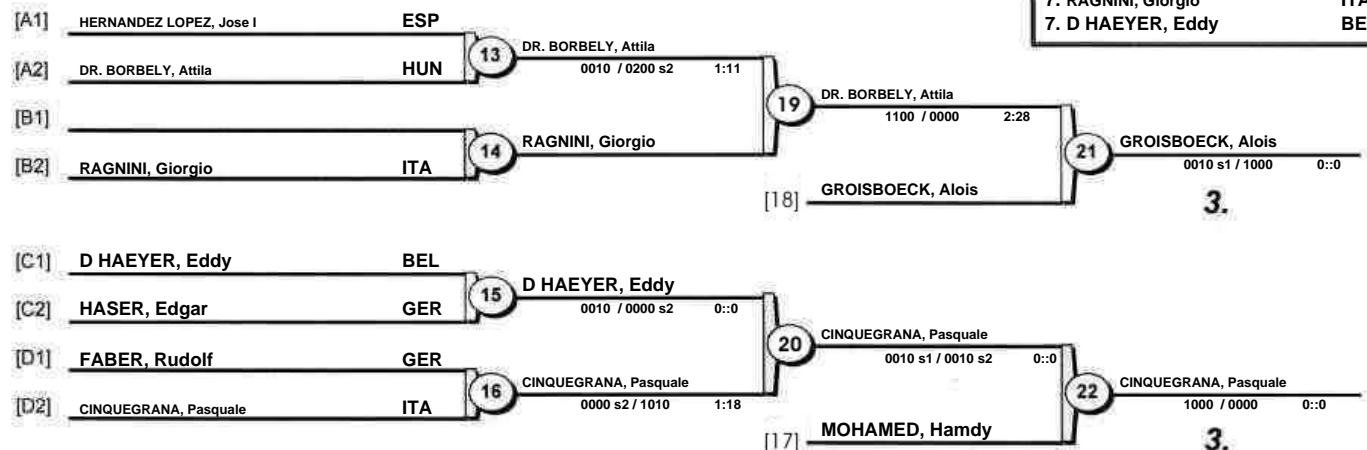 7. RAGNINI, Giorgio ITA
7. D HAEYER, Eddy BE
[A1] HERNANDEZ LOPEZ, Jose I ESP
13 DR. BORBELY, Attila
0010 / 0200 s2 1:11
[A2] DR. BORBELY, Attila HUN
19 DR. BORBELY, Attila
1100 / 0000 2:28
[B1]
14 RAGNINI, Giorgio
[B2] RAGNINI, Giorgio ITA
21 GROISBOECK, Alois
0010 s1 / 1000 0::0
[18] GROISBOECK, Alois
3.
[C1] D HAEYER, Eddy BEL
15 D HAEYER, Eddy
0010 / 0000 s2 0::0
[C2] HASER, Edgar GER
20 CINQUEGRANA, Pasquale
0010 s1 / 0010 s2 0::0
[D1] FABER, Rudolf GER
16 CINQUEGRANA, Pasquale
0000 s2 / 1010 1:18
[D2] CINQUEGRANA, Pasquale ITA
22 CINQUEGRANA, Pasquale
1000 / 0000 0::0
[17] MOHAMED, Hamdy
3.